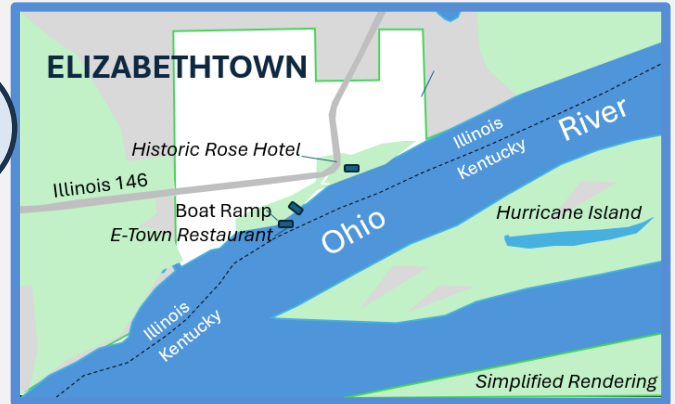 ELIZABETHTOWN
Illinois
Kentucky
River
Historic Rose Hotel
Illinois 146
Boat Ramp
E-Town Restaurant
Ohio
Hurricane Island
Illinois
Kentucky
Simplified Rendering